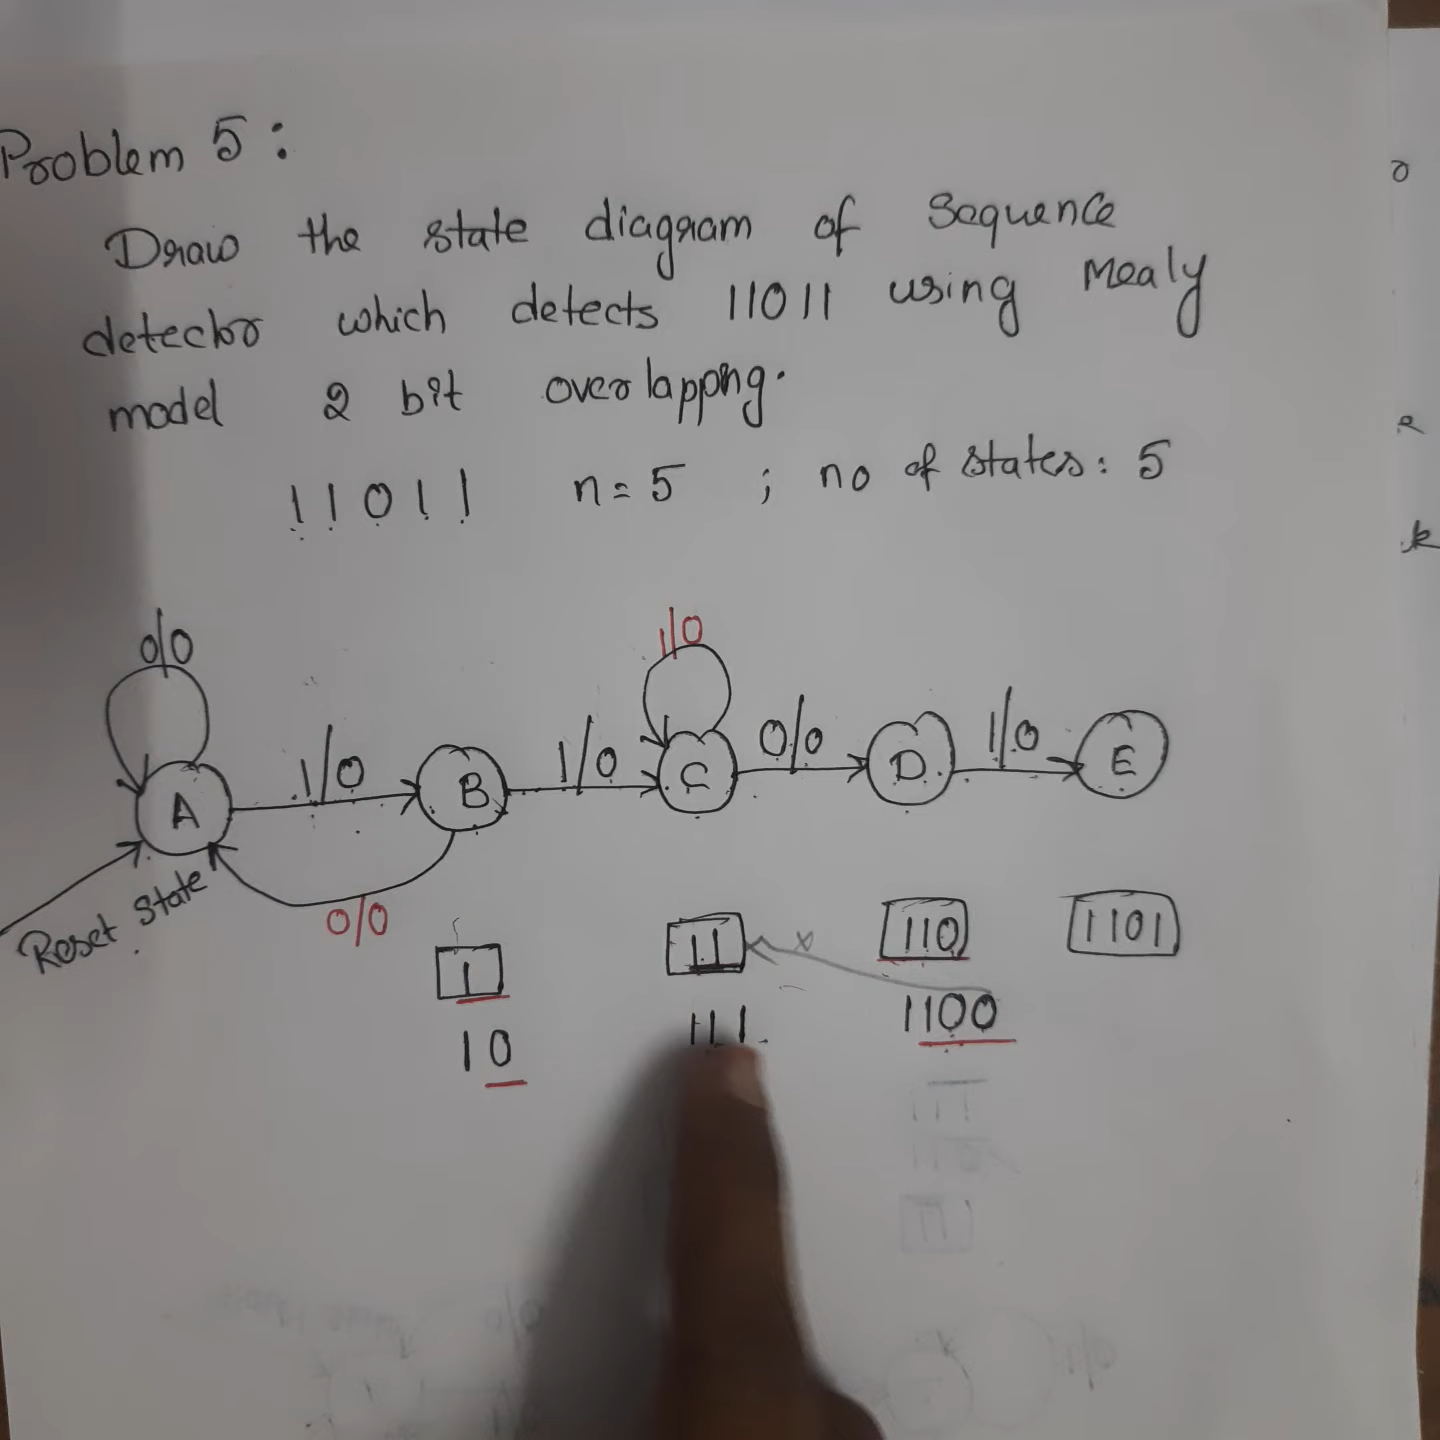 Problem 5 :
Draw the state diagram of Sequence
detector which detects 11011 using Mealy
model 2 bit overlapping.
11011 n = 5 ; no of states : 5
0/0
1/0
A
1/0
B
1/0
C
0/0
D
1/0
E
Reset State
0/0
1
11
x
110
1101
10
111
1100